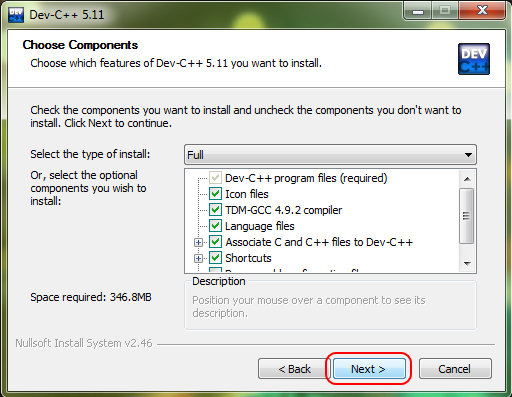 Dev-C++ 5.11
Choose Components
Choose which features of Dev-C++ 5.11 you want to install.
DEV
C++
Check the components you want to install and uncheck the components you don't want to
install. Click Next to continue.
Select the type of install:
Full
Or, select the optional
components you wish to
install:
Dev-C++ program files (required)
Icon files
TDM-GCC 4.9.2 compiler
Language files
Associate C and C++ files to Dev-C++
Shortcuts
Space required: 346.8MB
Description
Position your mouse over a component to see its
description.
Nullsoft Install System v2.46
< Back
Next >
Cancel